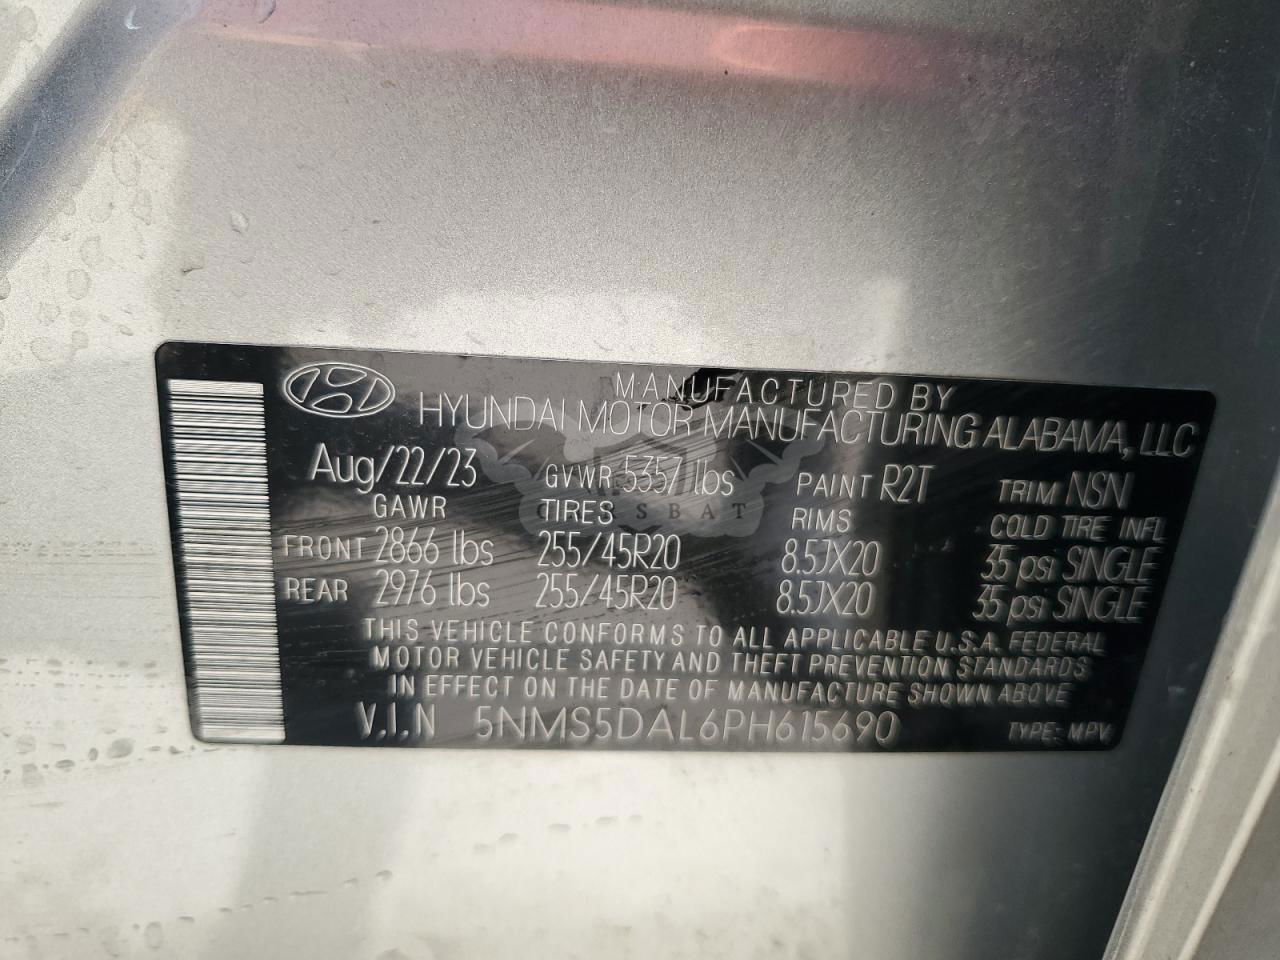 MANUFACTURED BY
HYUNDAI MOTOR MANUFACTURING ALABAMA, LLC
Aug/22/23 GVWR 5357 lbs PAINT R2T TRIM NSN
GAWR TIRES RIMS COLD TIRE INFL
FRONT 2866 lbs 255/45R20 8.5JX20 35 psi SINGLE
REAR 2976 lbs 255/45R20 8.5JX20 35 psi SINGLE
THIS VEHICLE CONFORMS TO ALL APPLICABLE U.S.A. FEDERAL
MOTOR VEHICLE SAFETY AND THEFT PREVENTION STANDARDS
IN EFFECT ON THE DATE OF MANUFACTURE SHOWN ABOVE
V.I.N 5NMS5DAL6PH615690 TYPE: MPV